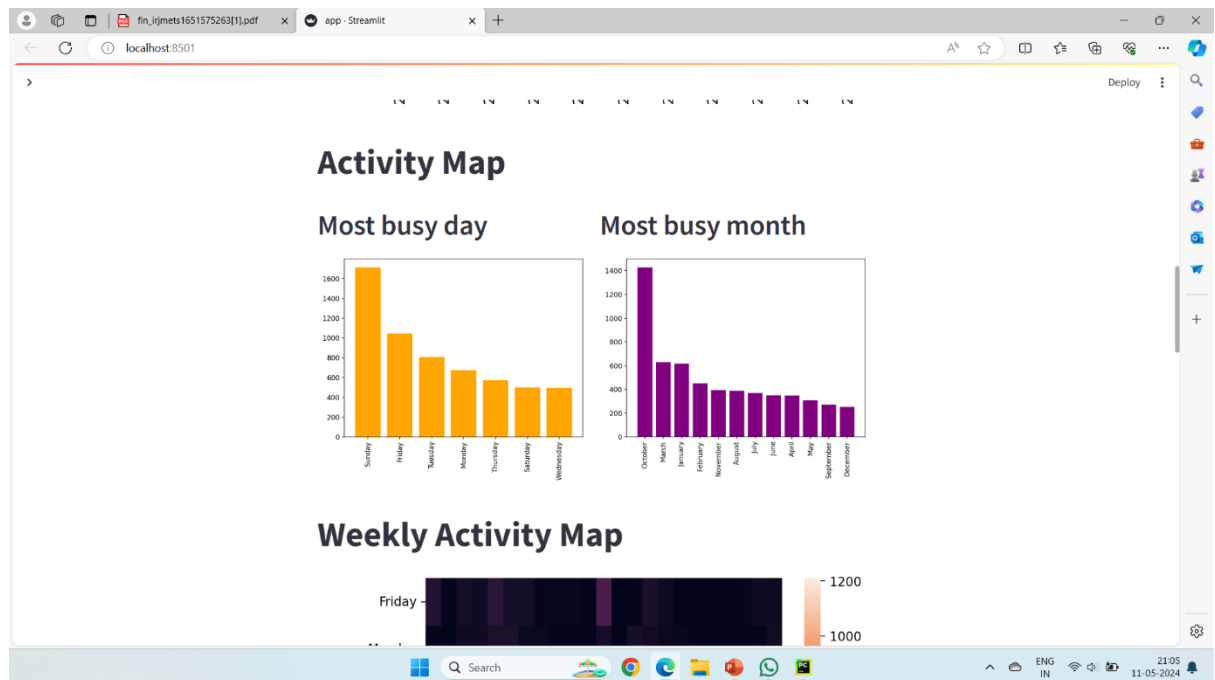 fin_irjmets1651575263[1].pdf
app · Streamlit
localhost:8501
Deploy
Activity Map
Most busy day
Most busy month
1600
1400
1200
1000
800
600
400
200
0
Sunday
Friday
Tuesday
Monday
Thursday
Saturday
Wednesday
1400
1200
1000
800
600
400
200
0
October
March
January
February
November
August
July
June
April
May
September
December
Weekly Activity Map
Friday
1200
1000
Search
ENG
IN
21:05
11-05-2024